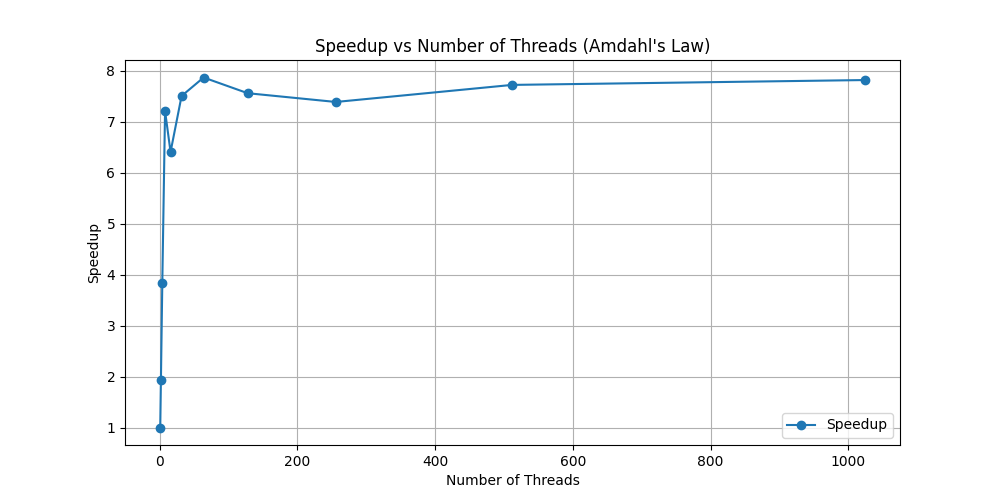 Speedup vs Number of Threads (Amdahl's Law)
Speedup
8
7
6
5
4
3
2
1
0 200 400 600 800 1000
Number of Threads
Speedup